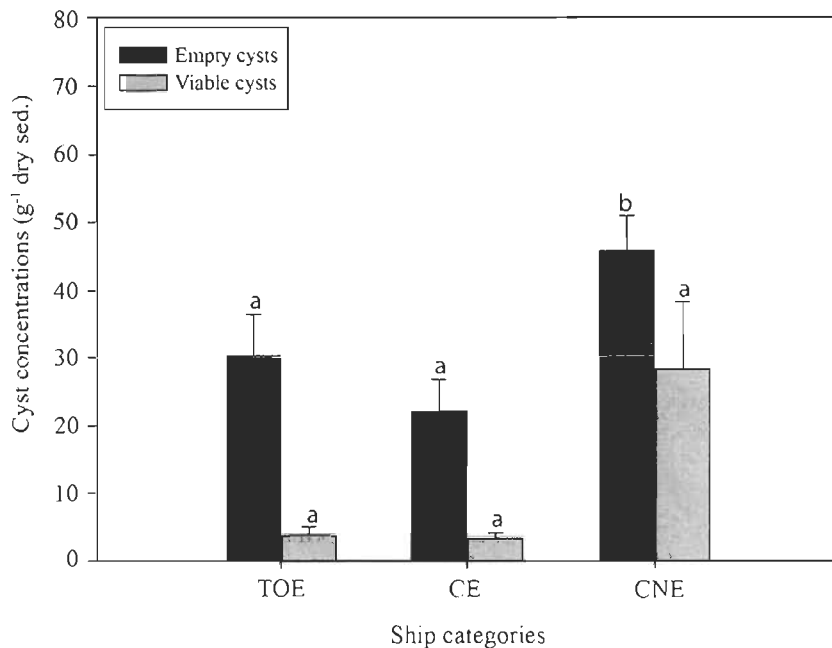 80
70
60
50
40
30
20
10
0
Cyst concentrations (g⁻¹ dry sed.)
Empry cysts
Viable cysts
a
a
a
a
b
a
TOE
CE
CNE
Ship categories